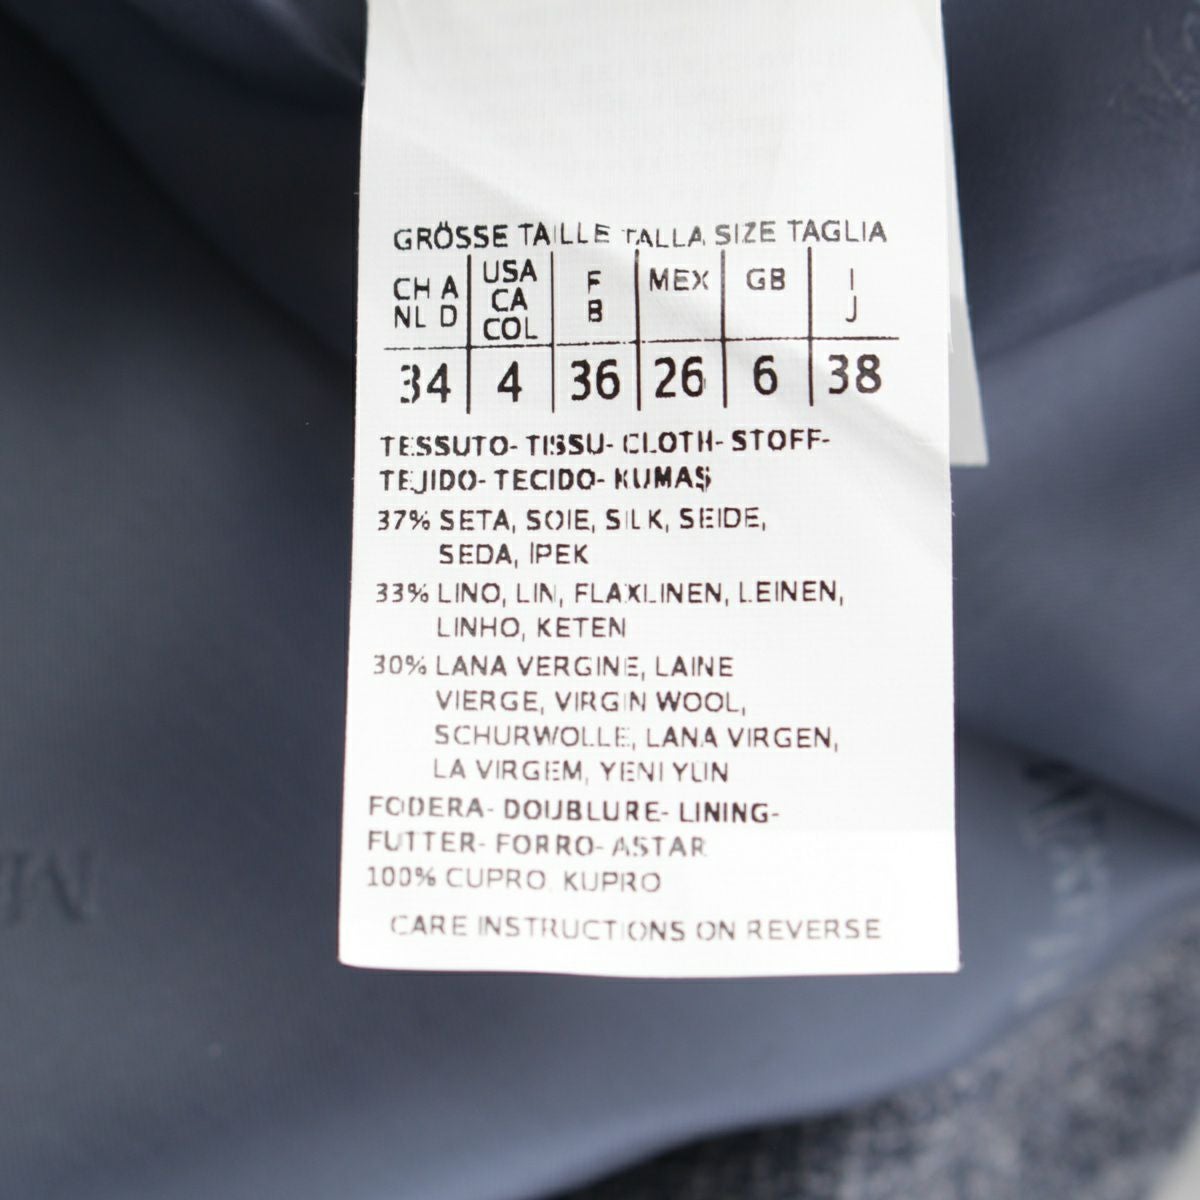 GRÖSSE TAILLE TALLA SIZE TAGLIA
CH A NL D USA CA COL F B MEX GB I J
34 4 36 26 6 38
TESSUTO- TISSU- CLOTH- STOFF-
TEJIDO- TECIDO- KUMAŞ
37% SETA, SOIE, SILK, SEIDE,
SEDA, İPEK
33% LINO, LIN, FLAXLINEN, LEINEN,
LINHO, KETEN
30% LANA VERGINE, LAINE
VIERGE, VIRGIN WOOL,
SCHURWOLLE, LANA VIRGEN,
LA VIRGEM, YENI YUN
FODERA- DOUBLURE- LINING-
FUTTER- FORRO- ASTAR
100% CUPRO, KUPRO
CARE INSTRUCTIONS ON REVERSE